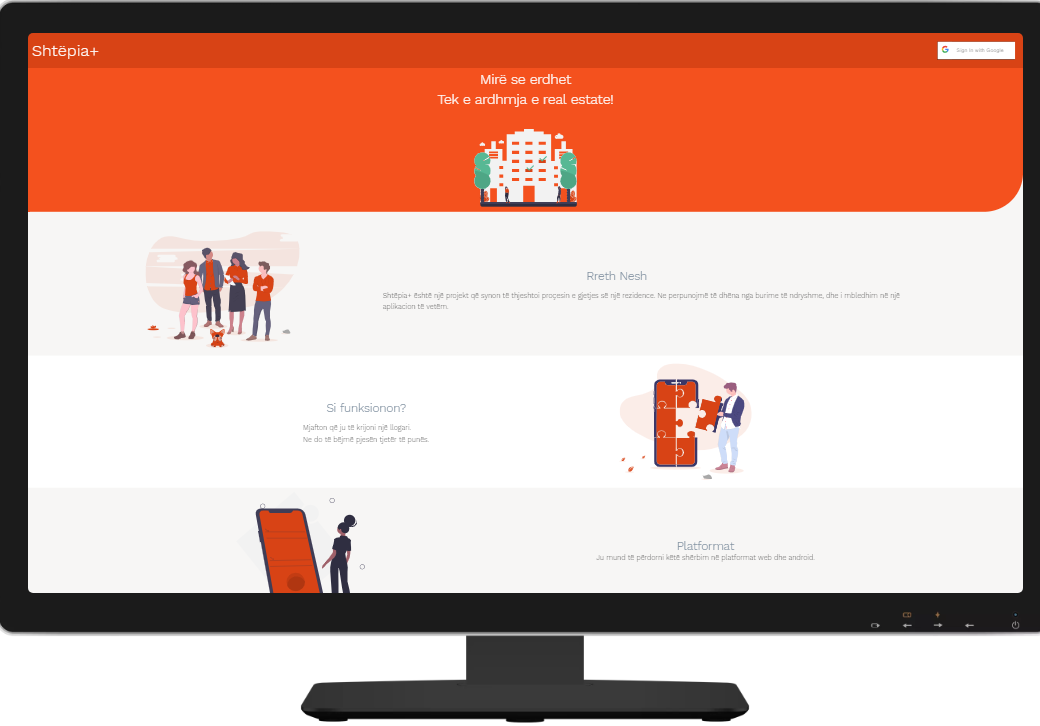 Shtëpia+
Sign in with Google
Mirë se erdhët
Tek e ardhmja e real estate!
Rreth Nesh
Shtëpia+ është një projekt që synon të thjeshtoi proçesin e gjetjes së një rezidence. Ne perpunojmë të dhëna nga burime të ndryshme, dhe i mbledhim në një
aplikacion të vetëm.
Si funksionon?
Mjafton që ju të krijoni një llogari.
Ne do të bëjmë pjesën tjetër të punës.
Platformat
Ju mund të përdorni këtë shërbim në platformat web dhe android.